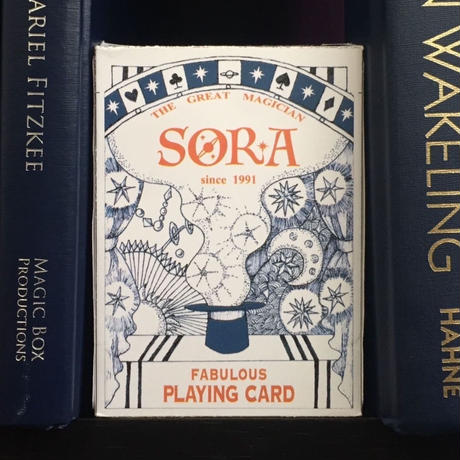 ARIEL FITZKEE
MAGIC BOX
PRODUCTIONS
THE GREAT MAGICIAN
SORA
since 1991
FABULOUS
PLAYING CARD
WAKELING
HAHNE